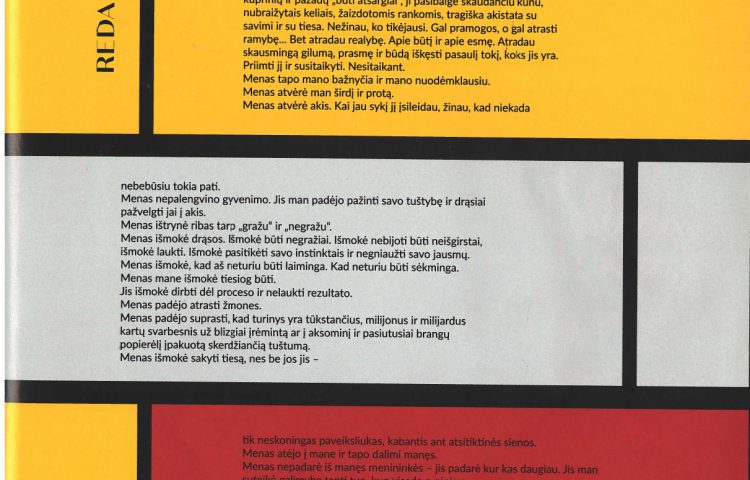 REDA
kuprinių ir pažadų „būti atsargiai", ji pasibaigė skaudančiu kūnu,
nubraižytais keliais, žaizdotomis rankomis, tragiška akistata su
savimi ir su tiesa. Nežinau, ko tikėjausi. Gal pramogos, o gal atrasti
ramybę... Bet atradau realybę. Apie būtį ir apie esmę. Atradau
skausmingą gilumą, prasmę ir būdą iškęsti pasaulį tokį, koks jis yra.
Priimti jį ir susitaikyti. Nesitaikant.
Menas tapo mano bažnyčia ir mano nuodėmklausiu.
Menas atvėrė man širdį ir protą.
Menas atvėrė akis. Kai jau sykį jį įsileidau, žinau, kad niekada
nebebūsiu tokia pati.
Menas nepalengvino gyvenimo. Jis man padėjo pažinti savo tuštybę ir drąsiai
pažvelgti jai į akis.
Menas ištrynė ribas tarp „gražu" ir „negražu".
Menas išmokė drąsos. Išmokė būti negražiai. Išmokė nebijoti būti neišgirstai,
išmokė laukti. Išmokė pasitikėti savo instinktais ir negniaužti savo jausmų.
Menas išmokė, kad aš neturiu būti laiminga. Kad neturiu būti sėkminga.
Menas mane išmokė tiesiog būti.
Jis išmokė dirbti dėl proceso ir nelaukti rezultato.
Menas padėjo atrasti žmones.
Menas padėjo suprasti, kad turinys yra tūkstančius, milijonus ir milijardus
kartų svarbesnis už blizgiai įrėmintą ar į aksominį ir pasiutusiai brangų
popierėlį įpakuotą skerdžiančią tuštumą.
Menas išmokė sakyti tiesą, nes be jos jis –
tik neskoningas paveiksliukas, kabantis ant atsitiktinės sienos.
Menas atėjo į mane ir tapo dalimi manęs.
Menas nepadarė iš manęs menininkės – jis padarė kur kas daugiau. Jis man